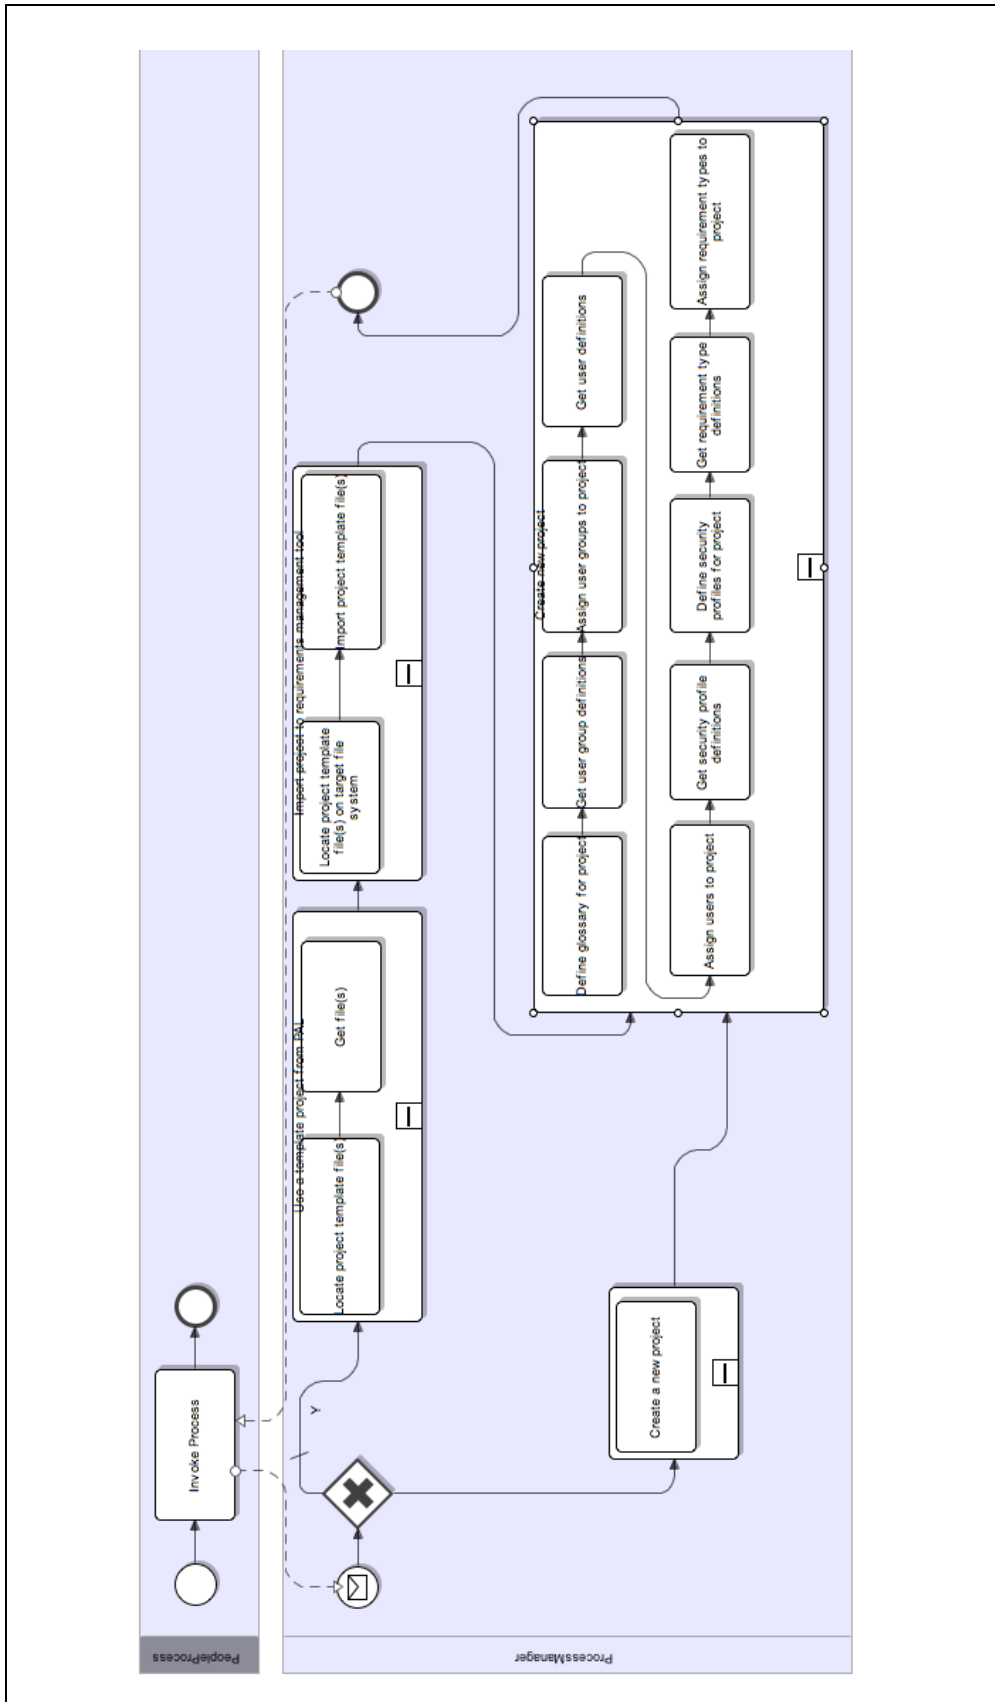 PeopleProcess
Invoke Process
ProcessManager
Y
Use a template project from PAL
Locate project template file(s)
Get file(s)
Import project to requirements management tool
Locate project template
file(s) on target file
system
Import project template file(s)
Create a new project
Create new project
Define glossary for project
Get user group definitions
Assign user groups to project
Get user definitions
Assign users to project
Get security profile
definitions
Define security
profiles for project
Get requirement type
definitions
Assign requirement types to
project